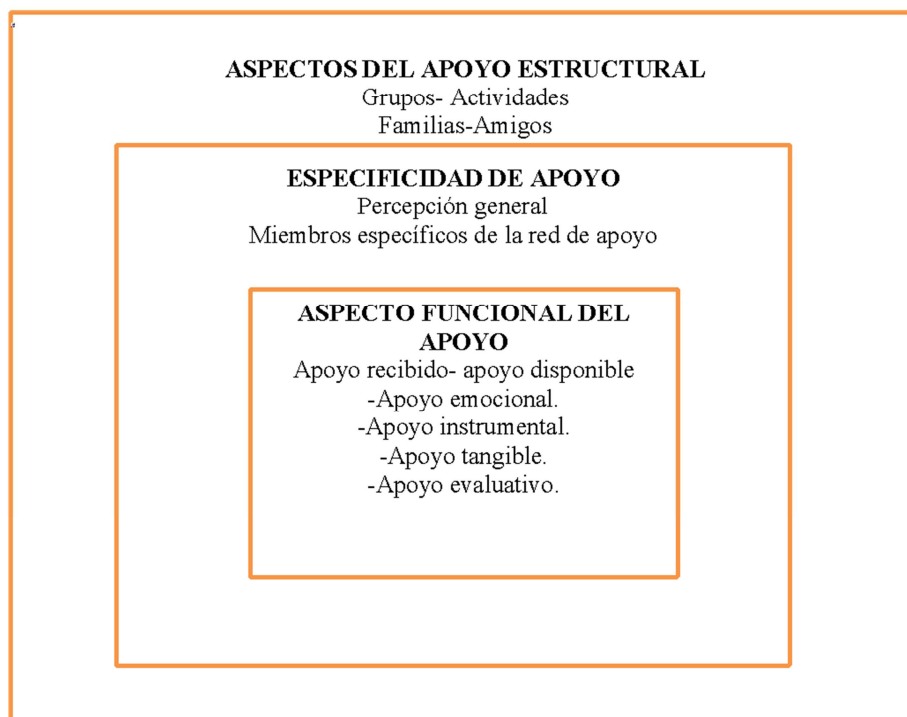 ASPECTOS DEL APOYO ESTRUCTURAL
Grupos- Actividades
Familias-Amigos
ESPECIFICIDAD DE APOYO
Percepción general
Miembros específicos de la red de apoyo
ASPECTO FUNCIONAL DEL
APOYO
Apoyo recibido- apoyo disponible
-Apoyo emocional.
-Apoyo instrumental.
-Apoyo tangible.
-Apoyo evaluativo.